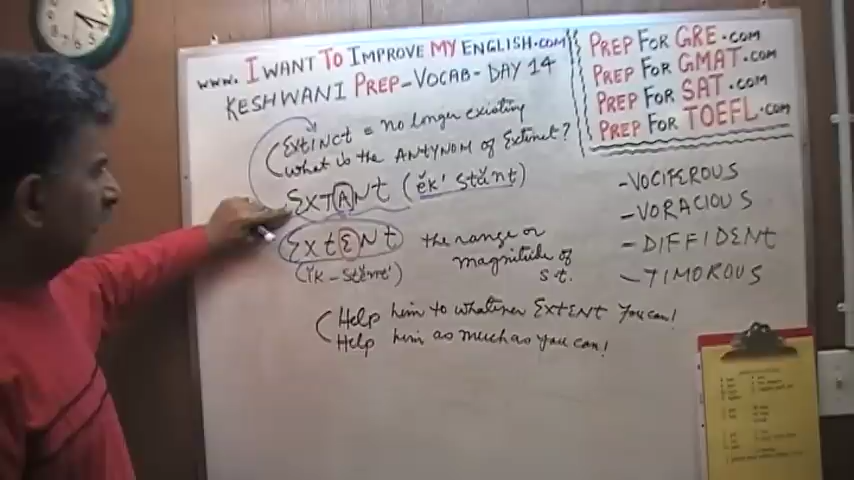 www. I WANT TO IMPROVE MY ENGLISH.com
KESHWANI PREP-VOCAB-DAY 14
PREP FOR GRE.com
PREP FOR GMAT.com
PREP FOR SAT.com
PREP FOR TOEFL.com
EXTINCT = no longer existing
what is the ANTYNOM of Extinct?
EXTANt (ĕk' stănt)
EXTENt the range or
magnitude of
s.t.
(ĭk-stĕnt')
Help him to whatever EXTENT you can!
Help him as much as you can!
- VOCIFEROUS
- VORACIOUS
- DIFFIDENT
- TIMOROUS